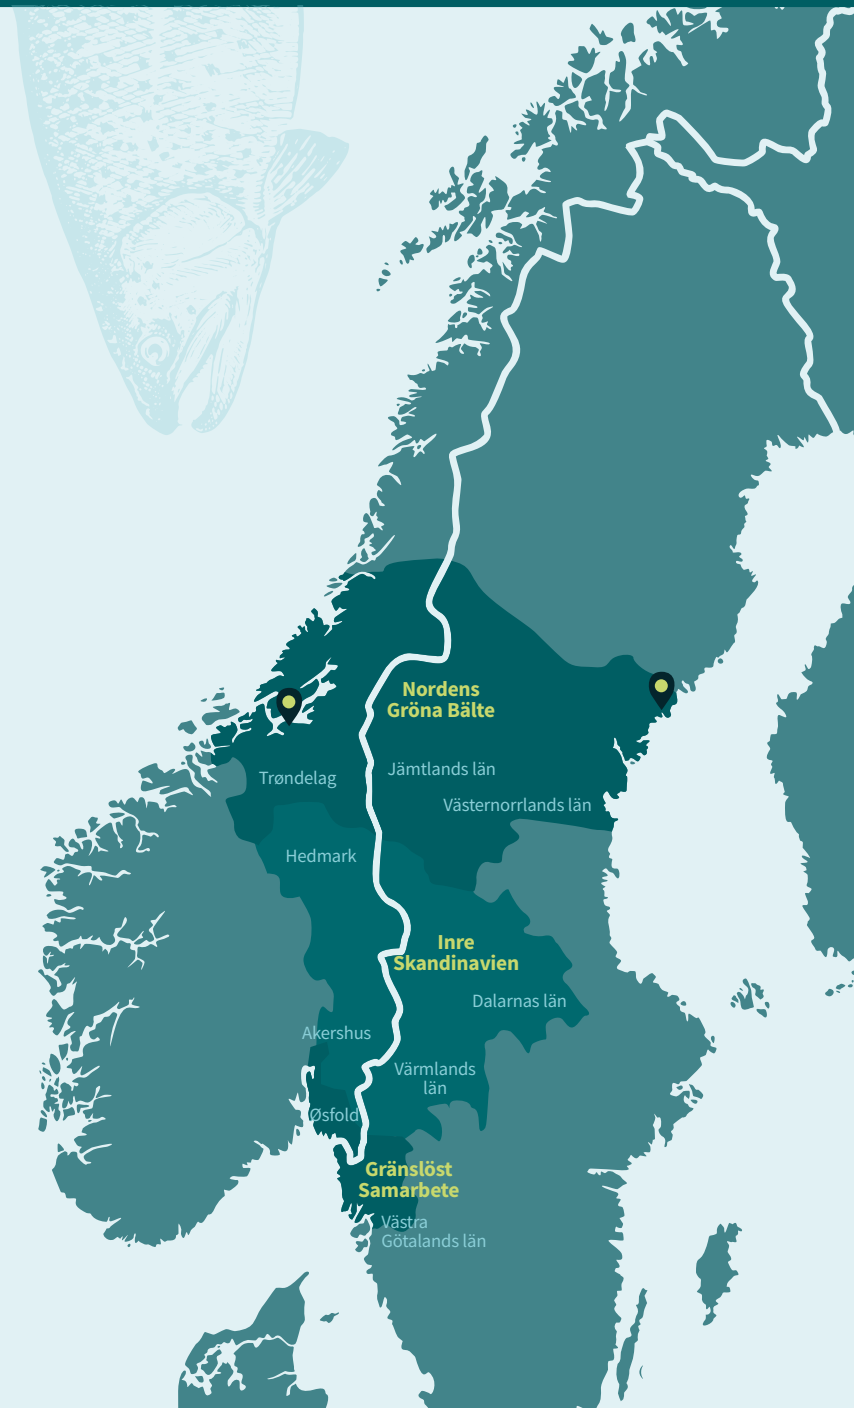 Nordens
Gröna Bälte
Jämtlands län
Trøndelag
Västernorrlands län
Hedmark
Inre
Skandinavien
Dalarnas län
Akershus
Värmlands
län
Øsfold
Gränslöst
Samarbete
Västra
Götalands län